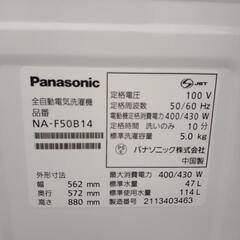 Panasonic
全自動電気洗濯機
品番
NA-F50B14
外形寸法
幅 562 mm
奥行 572 mm
高さ 880 mm
JET
定格電圧 100 V
定格周波数 50/60 Hz
電動機定格消費電力 400/430 W
定格時間 洗いのみ 10 分
標準洗濯容量 5.0 kg
パナソニック株式会社
中国製
最大消費電力 400/430 W
標準水量 47 L
標準使用水量 114 L
製造番号 2113403463